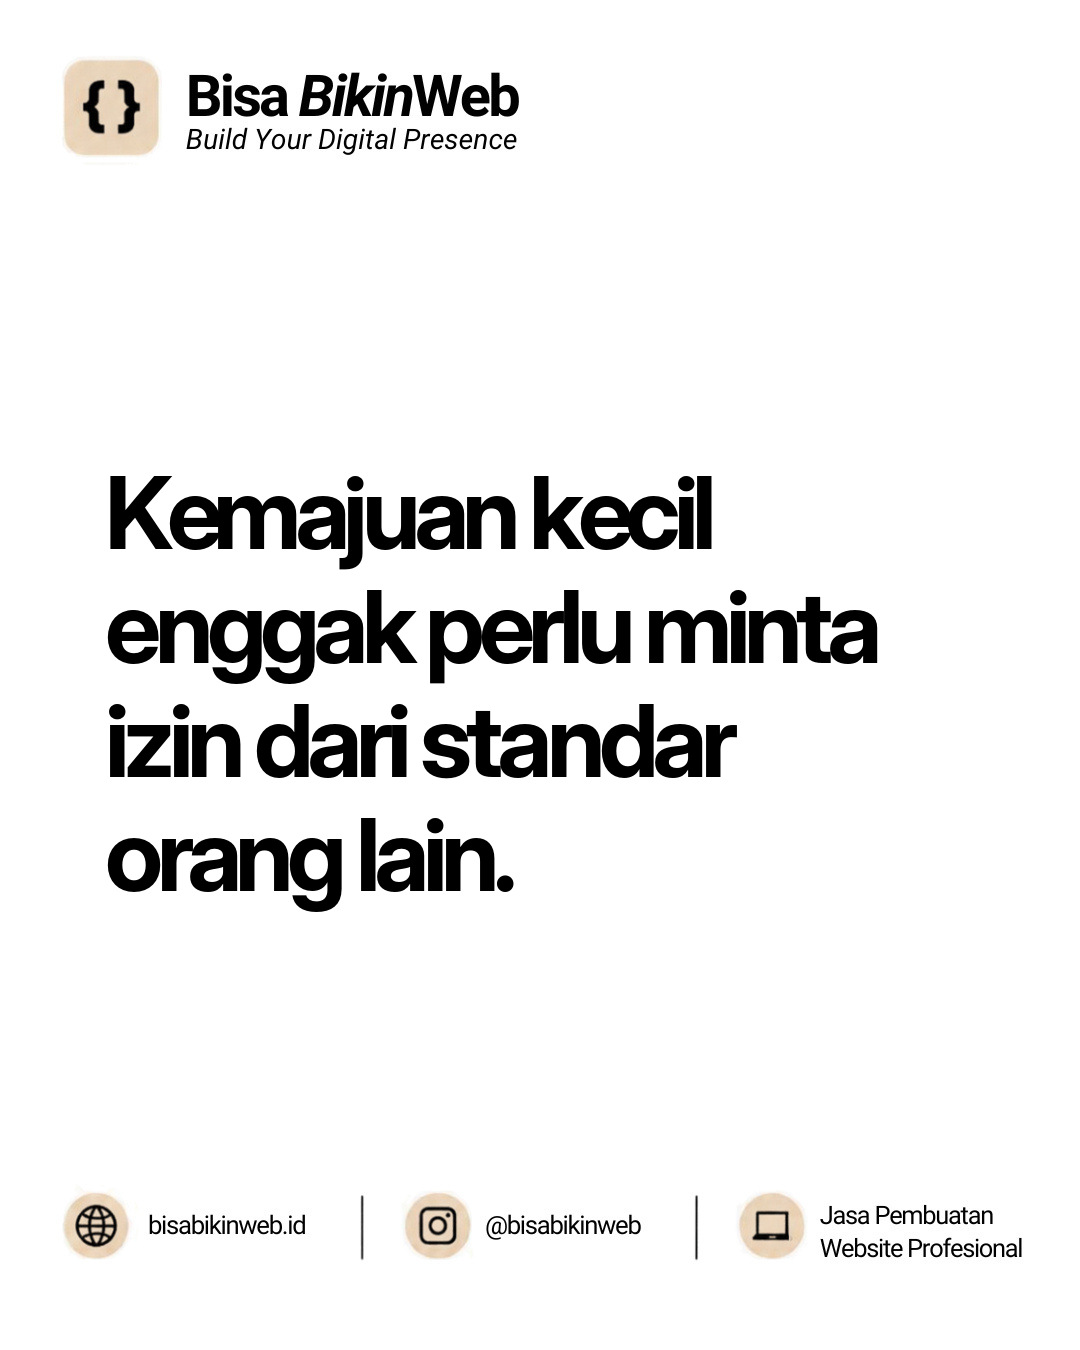 { }
Bisa BikinWeb
Build Your Digital Presence
Kemajuan kecil
enggak perlu minta
izin dari standar
orang lain.
bisabikinweb.id
@bisabikinweb
Jasa Pembuatan
Website Profesional